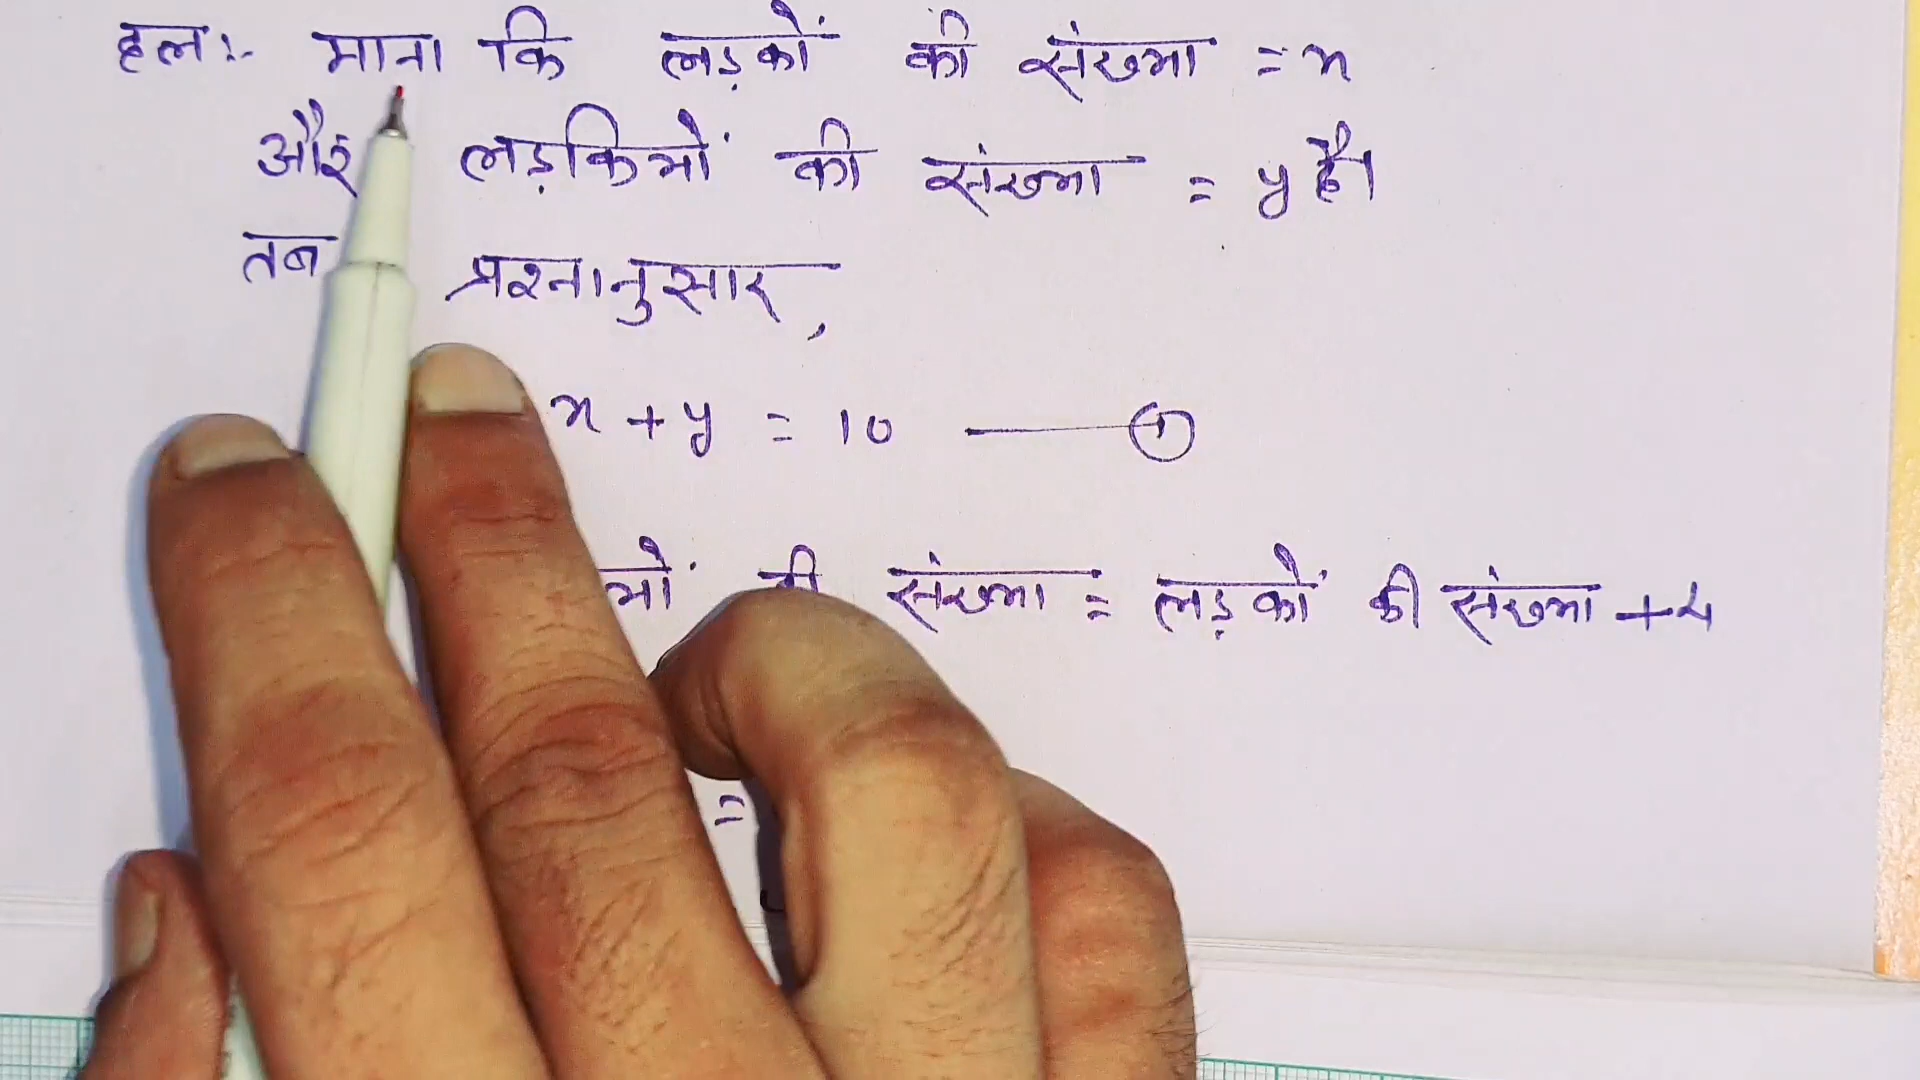 हल:- माना कि लड़कों की संख्या = x
और लड़कियों की संख्या = y है।
तब प्रश्नानुसार,
x + y = 10 —— ①
की संख्या = लड़कों की संख्या + 4
=